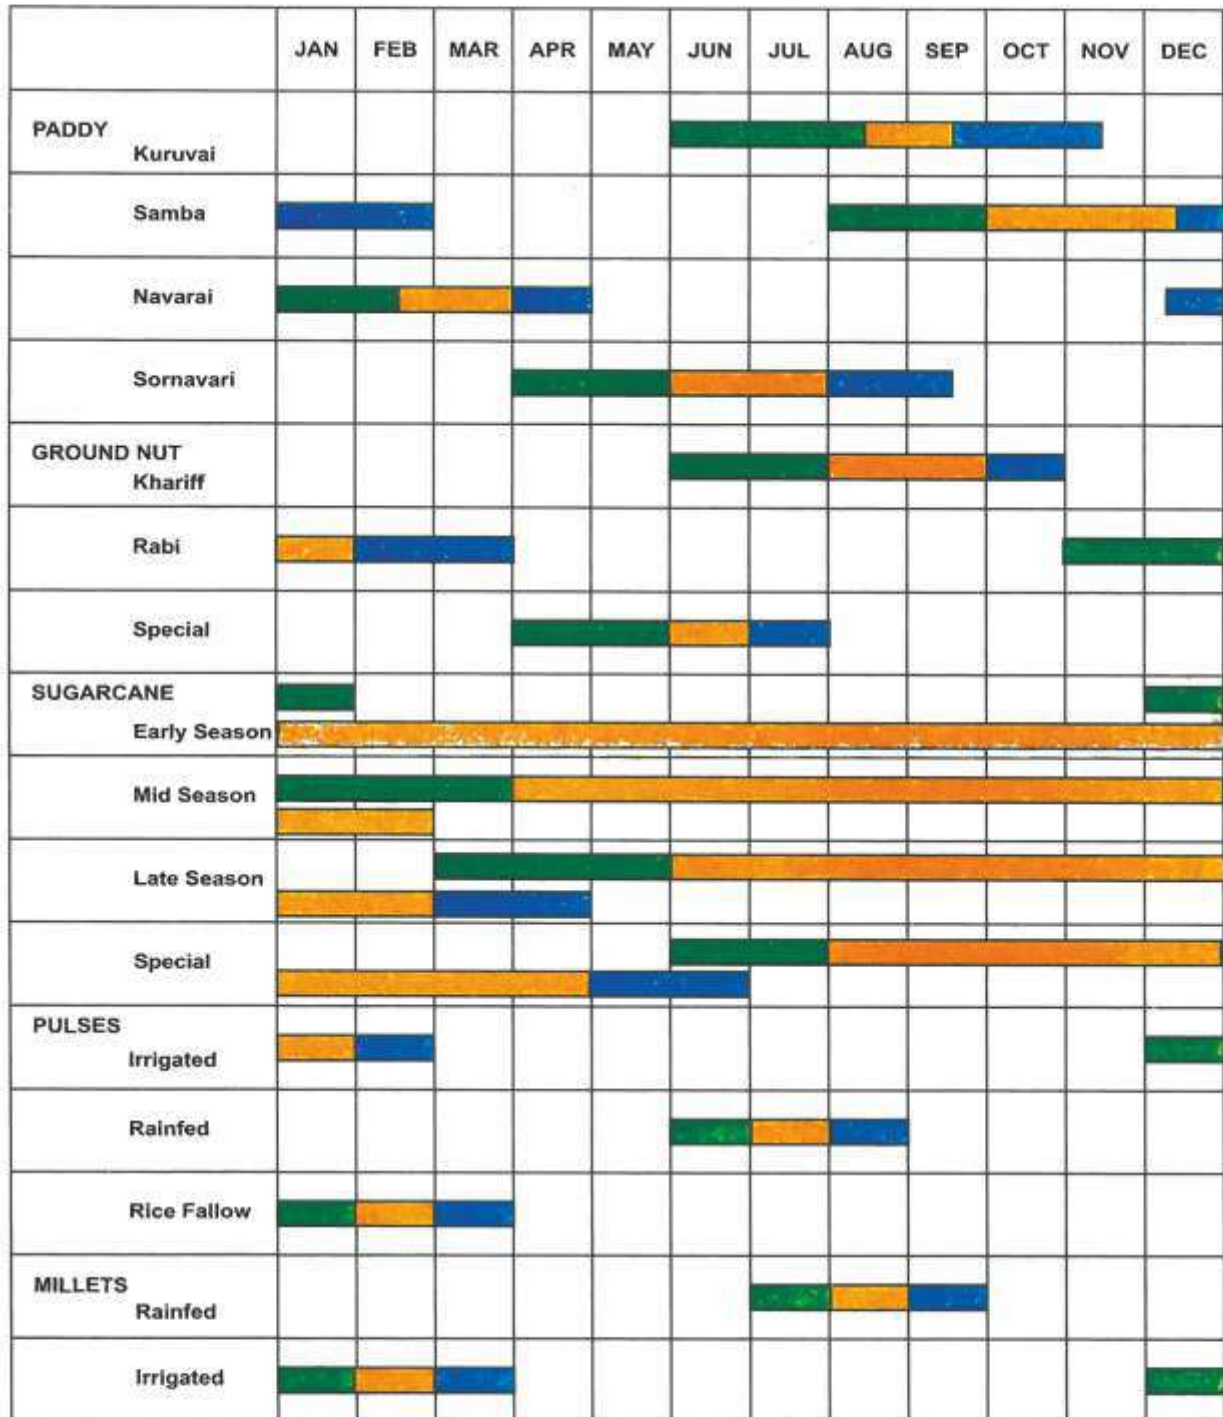 JAN FEB MAR APR MAY JUN JUL AUG SEP OCT NOV DEC
PADDY
Kuruvai
Samba
Navarai
Sornavari
GROUND NUT
Khariff
Rabi
Special
SUGARCANE
Early Season
Mid Season
Late Season
Special
PULSES
Irrigated
Rainfed
Rice Fallow
MILLETS
Rainfed
Irrigated